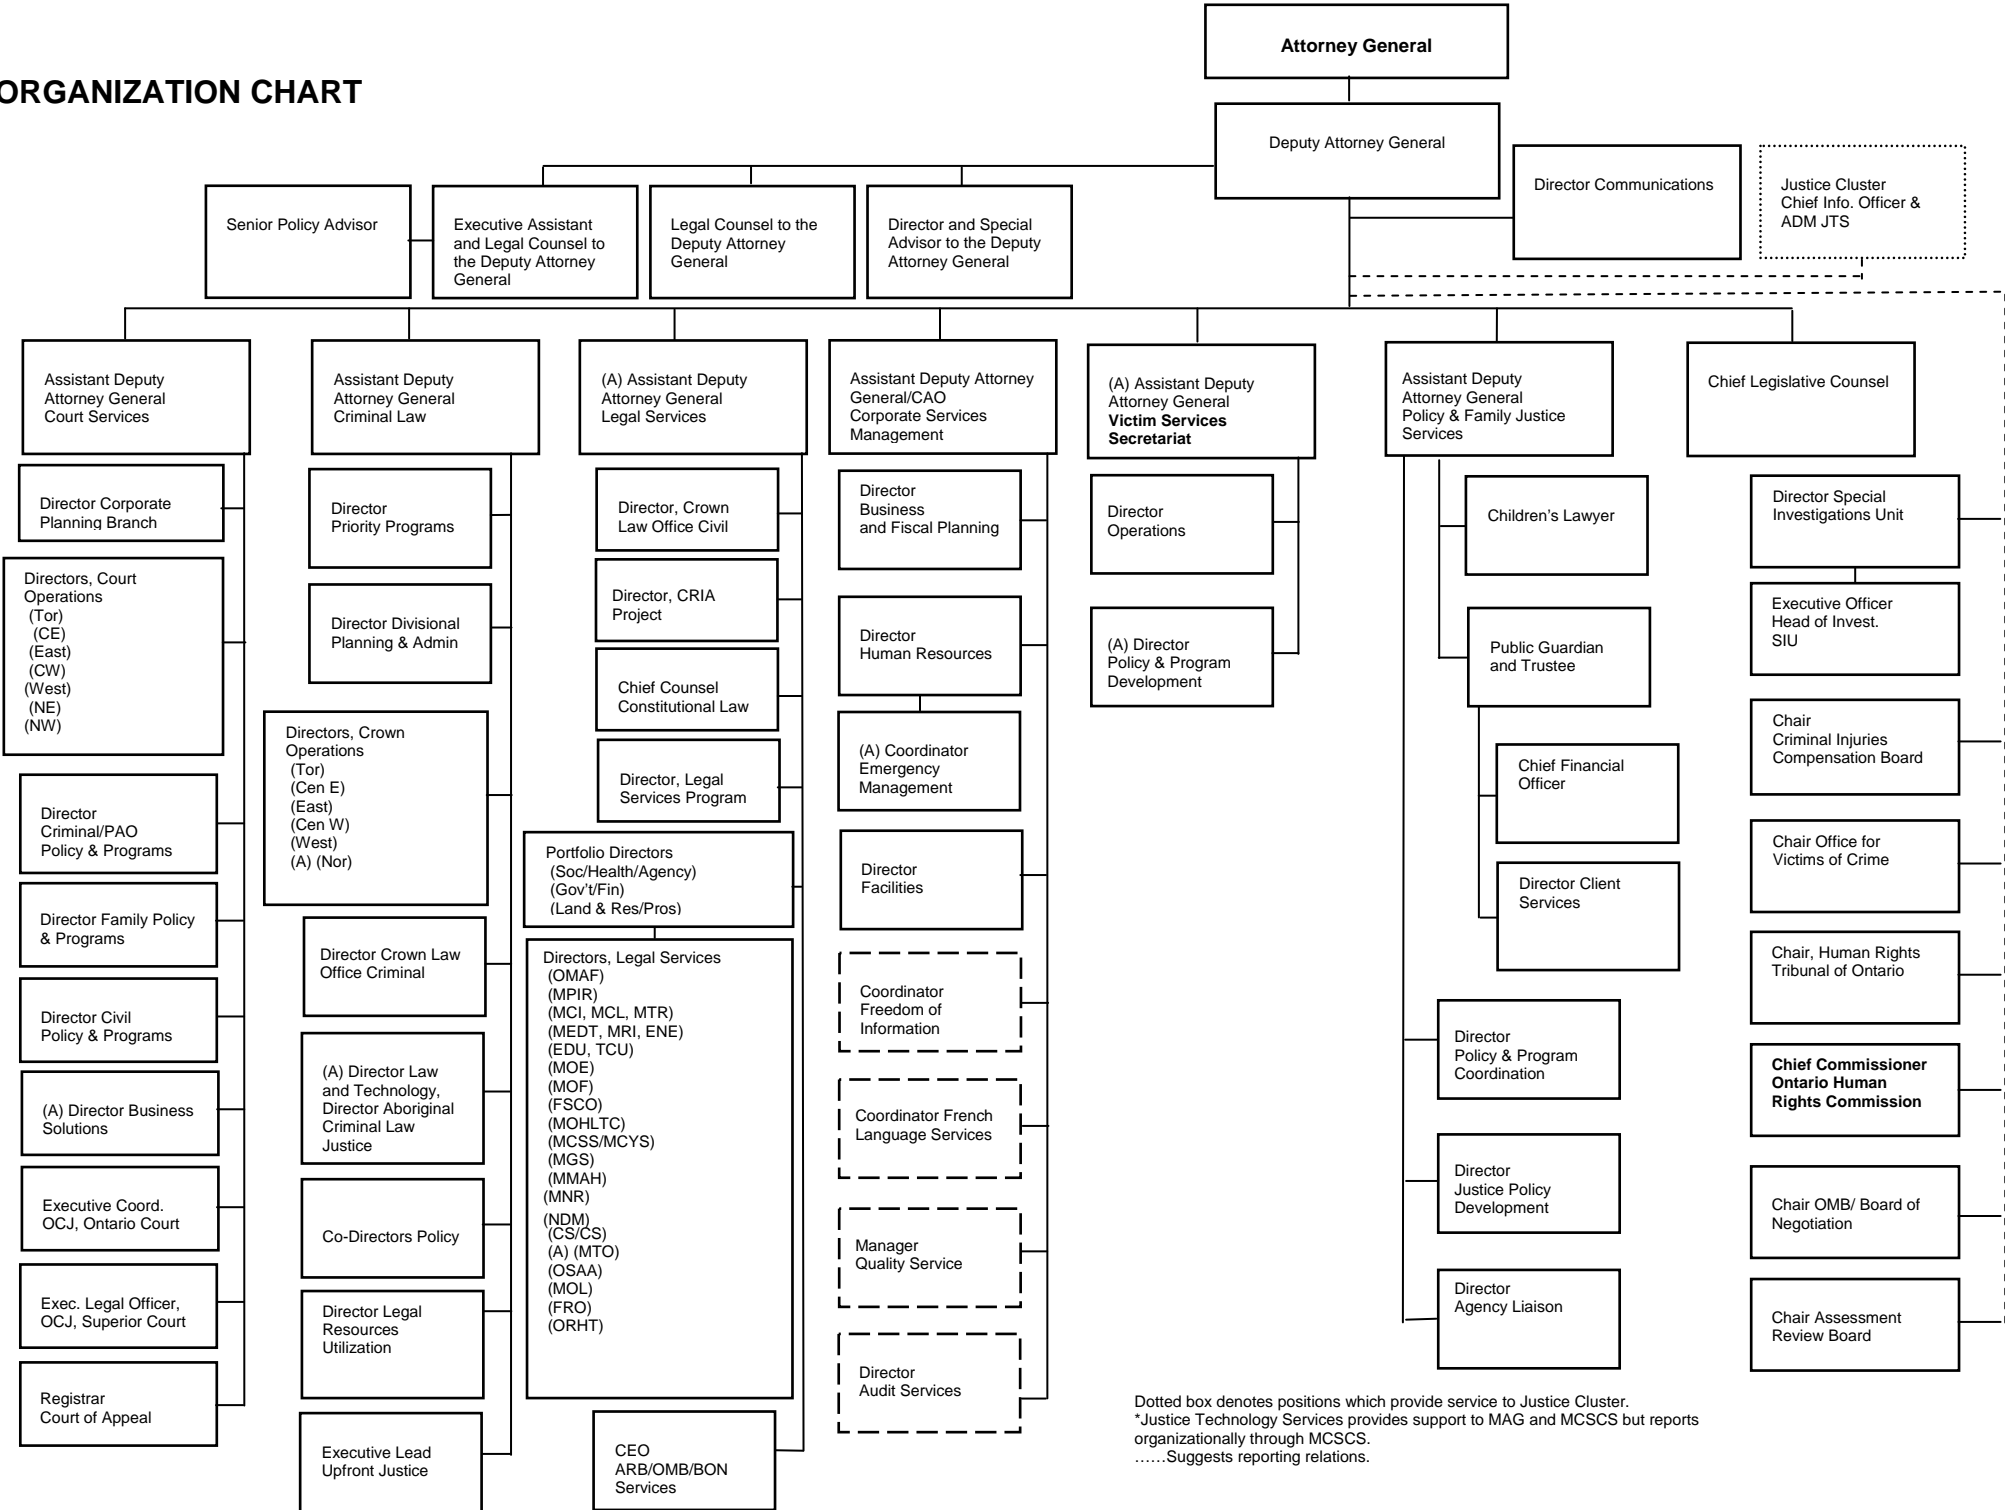 ORGANIZATION CHART
Attorney General
Deputy Attorney General
Director Communications
Justice Cluster
Chief Info. Officer &
ADM JTS
Senior Policy Advisor
Executive Assistant
and Legal Counsel to
the Deputy Attorney
General
Legal Counsel to the
Deputy Attorney
General
Director and Special
Advisor to the Deputy
Attorney General
Assistant Deputy
Attorney General
Court Services
Director Corporate
Planning Branch
Directors, Court
Operations
(Tor)
(CE)
(East)
(CW)
(West)
(NE)
(NW)
Director
Criminal/PAO
Policy & Programs
Director Family Policy
& Programs
Director Civil
Policy & Programs
(A) Director Business
Solutions
Executive Coord.
OCJ, Ontario Court
Exec. Legal Officer,
OCJ, Superior Court
Registrar
Court of Appeal
Assistant Deputy
Attorney General
Criminal Law
Director
Priority Programs
Director Divisional
Planning & Admin
Directors, Crown
Operations
(Tor)
(Cen E)
(East)
(Cen W)
(West)
(A) (Nor)
Director Crown Law
Office Criminal
(A) Director Law
and Technology,
Director Aboriginal
Criminal Law
Justice
Co-Directors Policy
Director Legal
Resources
Utilization
Executive Lead
Upfront Justice
(A) Assistant Deputy
Attorney General
Legal Services
Director, Crown
Law Office Civil
Director, CRIA
Project
Chief Counsel
Constitutional Law
Director, Legal
Services Program
Portfolio Directors
(Soc/Health/Agency)
(Gov't/Fin)
(Land & Res/Pros)
Directors, Legal Services
(OMAF)
(MPIR)
(MCI, MCL, MTR)
(MEDT, MRI, ENE)
(EDU, TCU)
(MOE)
(MOF)
(FSCO)
(MOHLTC)
(MCSS/MCYS)
(MGS)
(MMAH)
(MNR)
(NDM)
(CS/CS)
(A) (MTO)
(OSAA)
(MOL)
(FRO)
(ORHT)
CEO
ARB/OMB/BON
Services
Assistant Deputy Attorney
General/CAO
Corporate Services
Management
Director
Business
and Fiscal Planning
Director
Human Resources
(A) Coordinator
Emergency
Management
Director
Facilities
Coordinator
Freedom of
Information
Coordinator French
Language Services
Manager
Quality Service
Director
Audit Services
(A) Assistant Deputy
Attorney General
Victim Services
Secretariat
Director
Operations
(A) Director
Policy & Program
Development
Assistant Deputy
Attorney General
Policy & Family Justice
Services
Children's Lawyer
Public Guardian
and Trustee
Chief Financial
Officer
Director Client
Services
Director
Policy & Program
Coordination
Director
Justice Policy
Development
Director
Agency Liaison
Chief Legislative Counsel
Director Special
Investigations Unit
Executive Officer
Head of Invest.
SIU
Chair
Criminal Injuries
Compensation Board
Chair Office for
Victims of Crime
Chair, Human Rights
Tribunal of Ontario
Chief Commissioner
Ontario Human
Rights Commission
Chair OMB/ Board of
Negotiation
Chair Assessment
Review Board
Dotted box denotes positions which provide service to Justice Cluster.
*Justice Technology Services provides support to MAG and MCSCS but reports
organizationally through MCSCS.
……Suggests reporting relations.